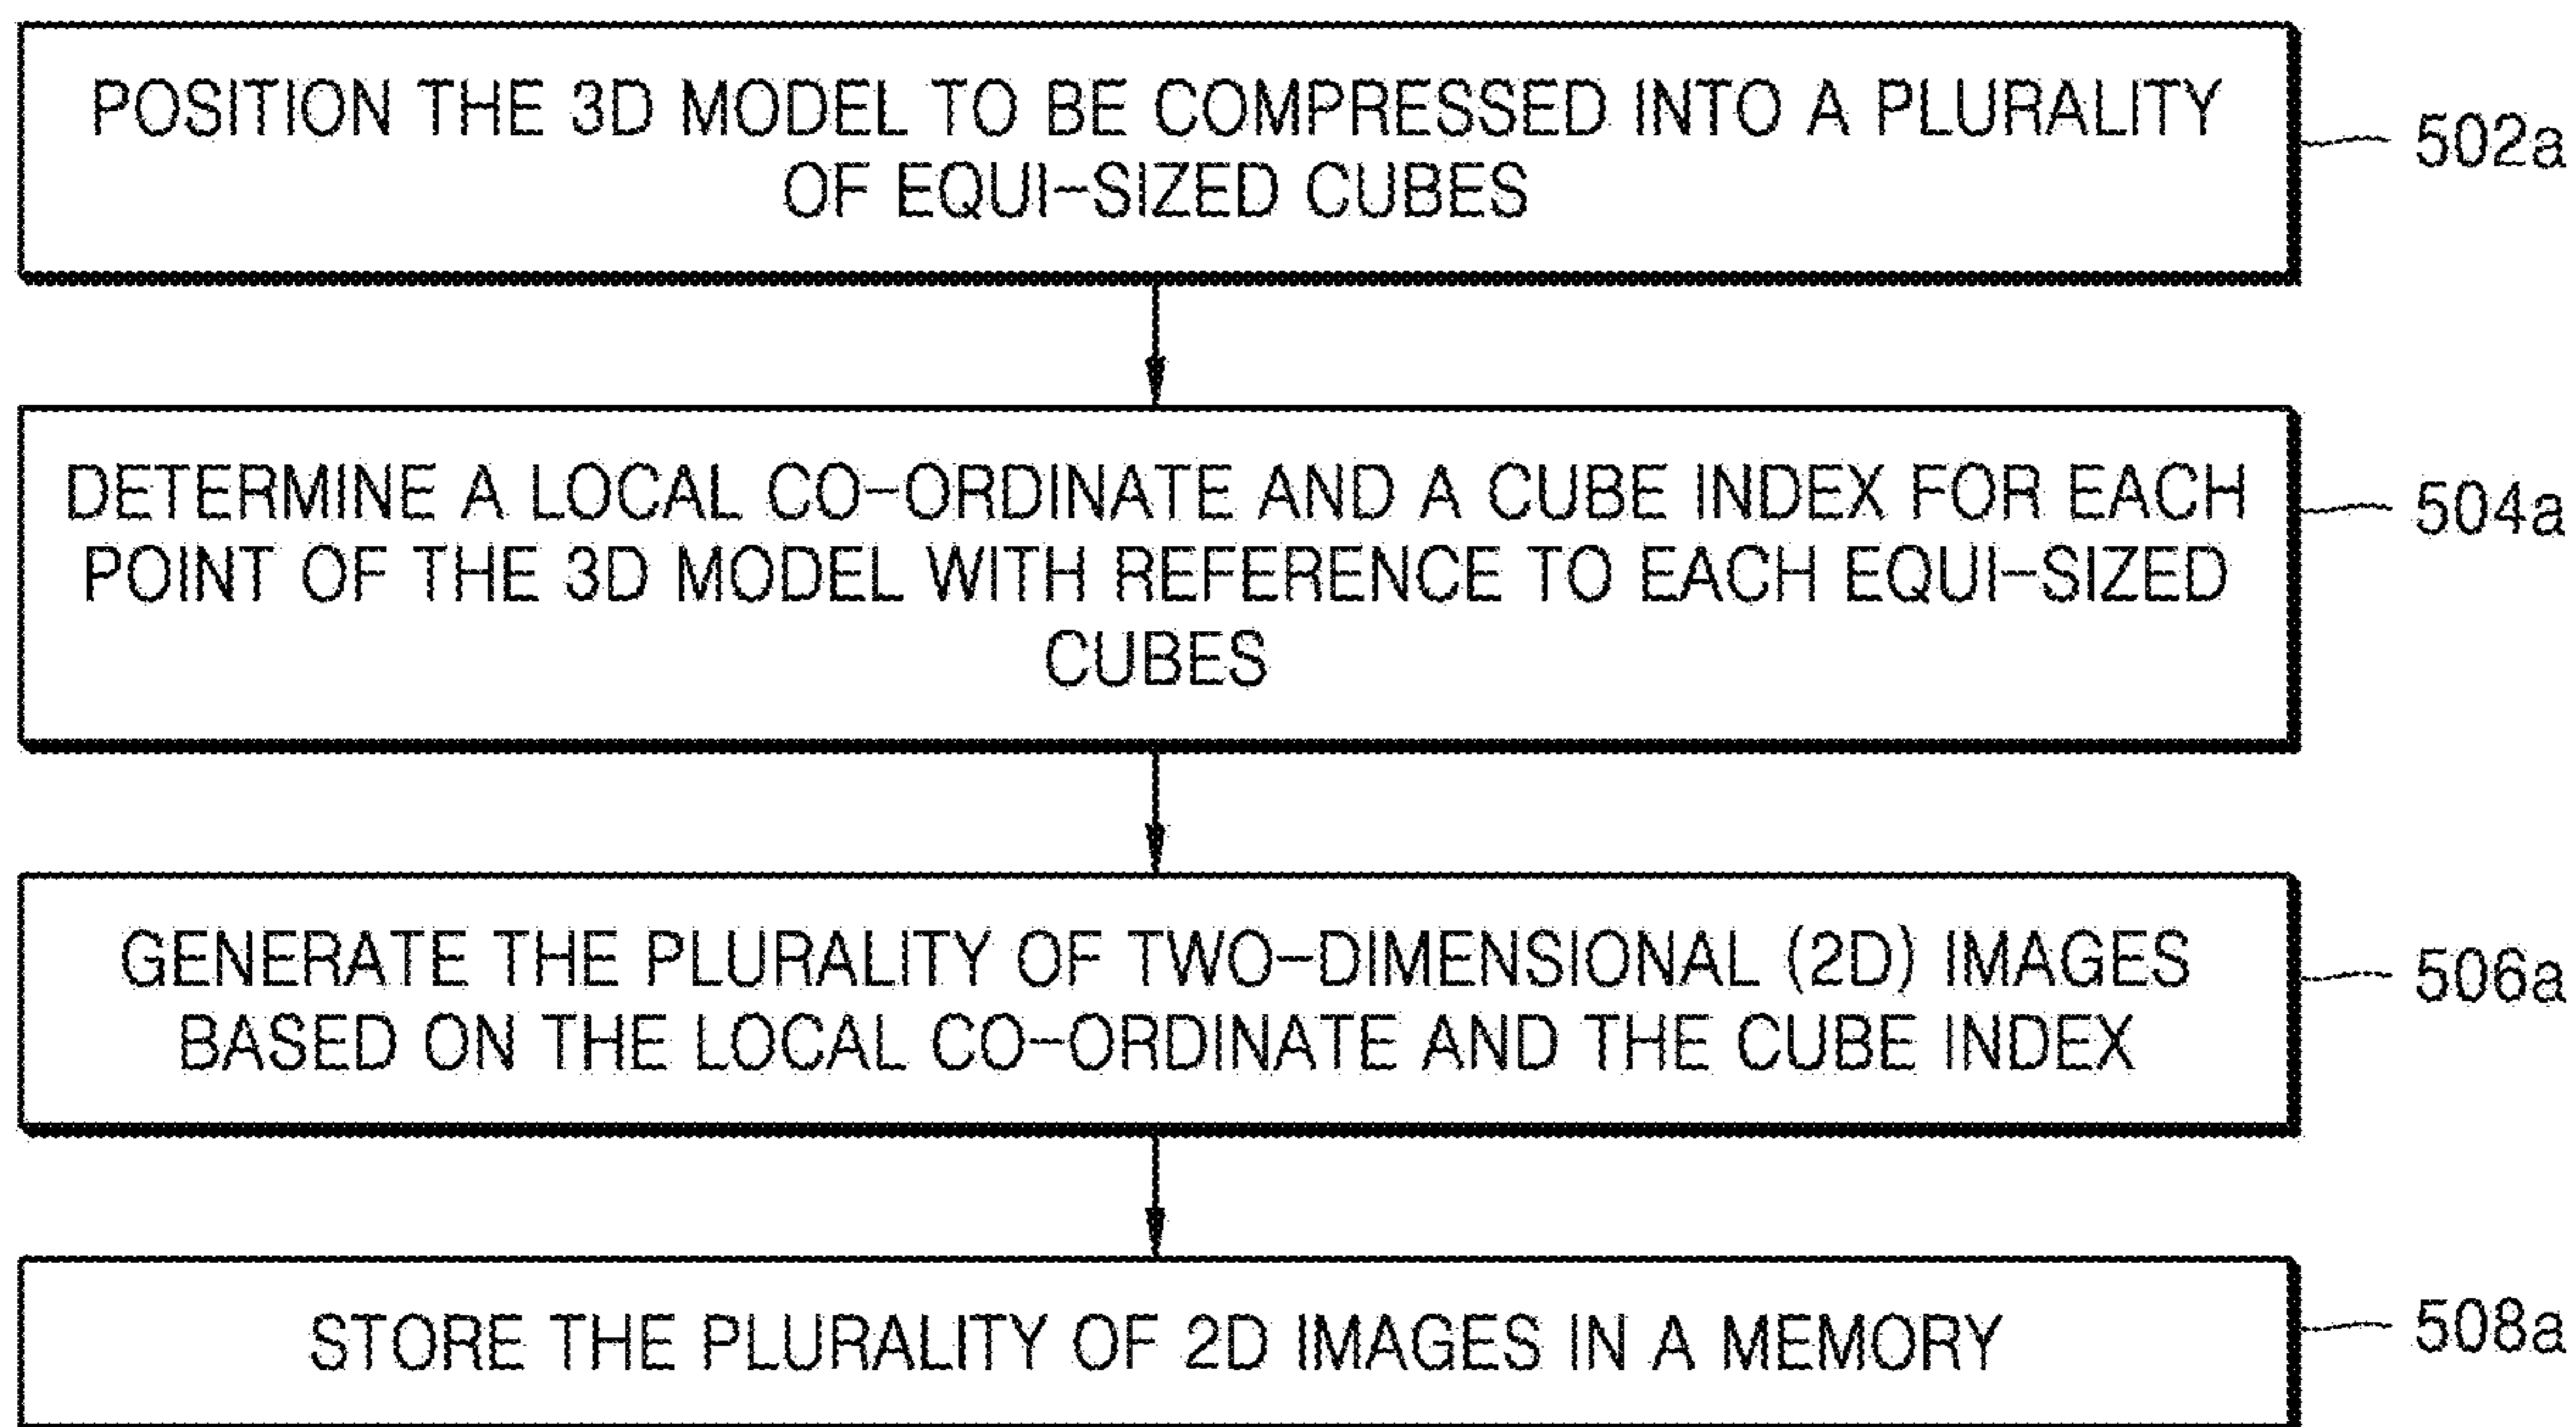 POSITION THE 3D MODEL TO BE COMPRESSED INTO A PLURALITY
OF EQUI-SIZED CUBES
502a
DETERMINE A LOCAL CO-ORDINATE AND A CUBE INDEX FOR EACH
POINT OF THE 3D MODEL WITH REFERENCE TO EACH EQUI-SIZED
CUBES
504a
GENERATE THE PLURALITY OF TWO-DIMENSIONAL (2D) IMAGES
BASED ON THE LOCAL CO-ORDINATE AND THE CUBE INDEX
506a
STORE THE PLURALITY OF 2D IMAGES IN A MEMORY
508a